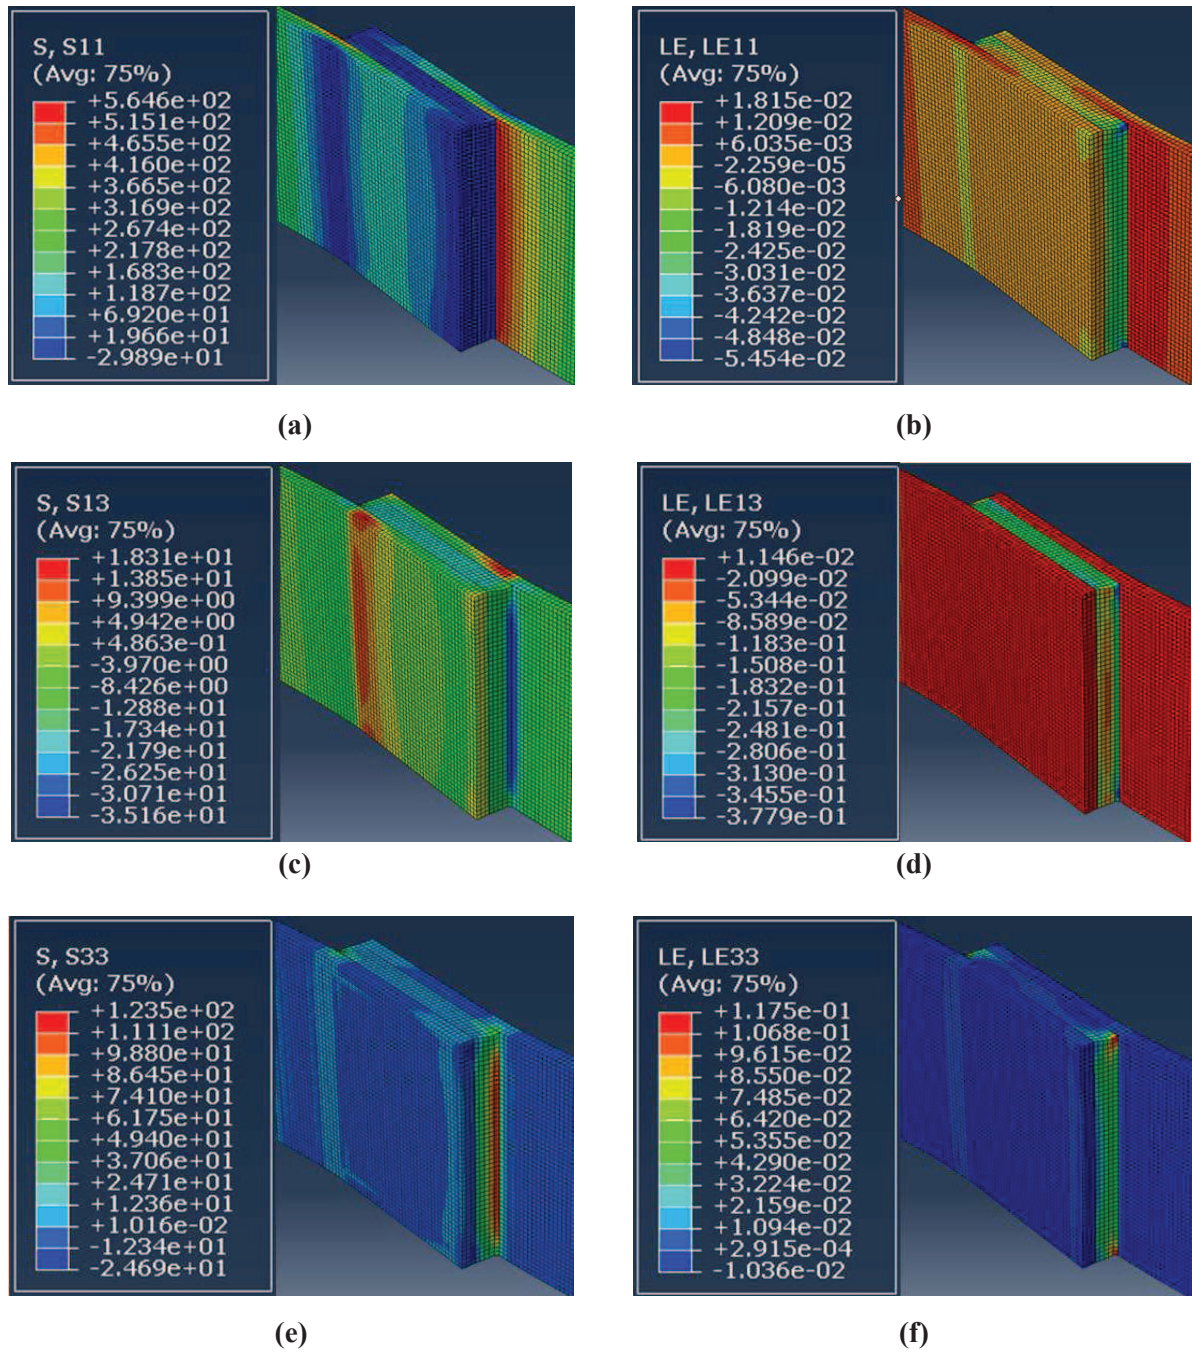 S, S11
(Avg: 75%)
+5.646e+02
+5.151e+02
+4.655e+02
+4.160e+02
+3.665e+02
+3.169e+02
+2.674e+02
+2.178e+02
+1.683e+02
+1.187e+02
+6.920e+01
+1.966e+01
-2.989e+01
(a)
LE, LE11
(Avg: 75%)
+1.815e-02
+1.209e-02
+6.035e-03
-2.259e-05
-6.080e-03
-1.214e-02
-1.819e-02
-2.425e-02
-3.031e-02
-3.637e-02
-4.242e-02
-4.848e-02
-5.454e-02
(b)
S, S13
(Avg: 75%)
+1.831e+01
+1.385e+01
+9.399e+00
+4.942e+00
+4.863e-01
-3.970e+00
-8.426e+00
-1.288e+01
-1.734e+01
-2.179e+01
-2.625e+01
-3.071e+01
-3.516e+01
(c)
LE, LE13
(Avg: 75%)
+1.146e-02
-2.099e-02
-5.344e-02
-8.589e-02
-1.183e-01
-1.508e-01
-1.832e-01
-2.157e-01
-2.481e-01
-2.806e-01
-3.130e-01
-3.455e-01
-3.779e-01
(d)
S, S33
(Avg: 75%)
+1.235e+02
+1.111e+02
+9.880e+01
+8.645e+01
+7.410e+01
+6.175e+01
+4.940e+01
+3.706e+01
+2.471e+01
+1.236e+01
+1.016e-02
-1.234e+01
-2.469e+01
(e)
LE, LE33
(Avg: 75%)
+1.175e-01
+1.068e-01
+9.615e-02
+8.550e-02
+7.485e-02
+6.420e-02
+5.355e-02
+4.290e-02
+3.224e-02
+2.159e-02
+1.094e-02
+2.915e-04
-1.036e-02
(f)